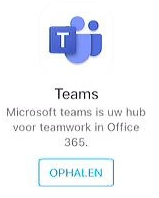 T
Teams
Microsoft teams is uw hub
voor teamwork in Office
365.
OPHALEN